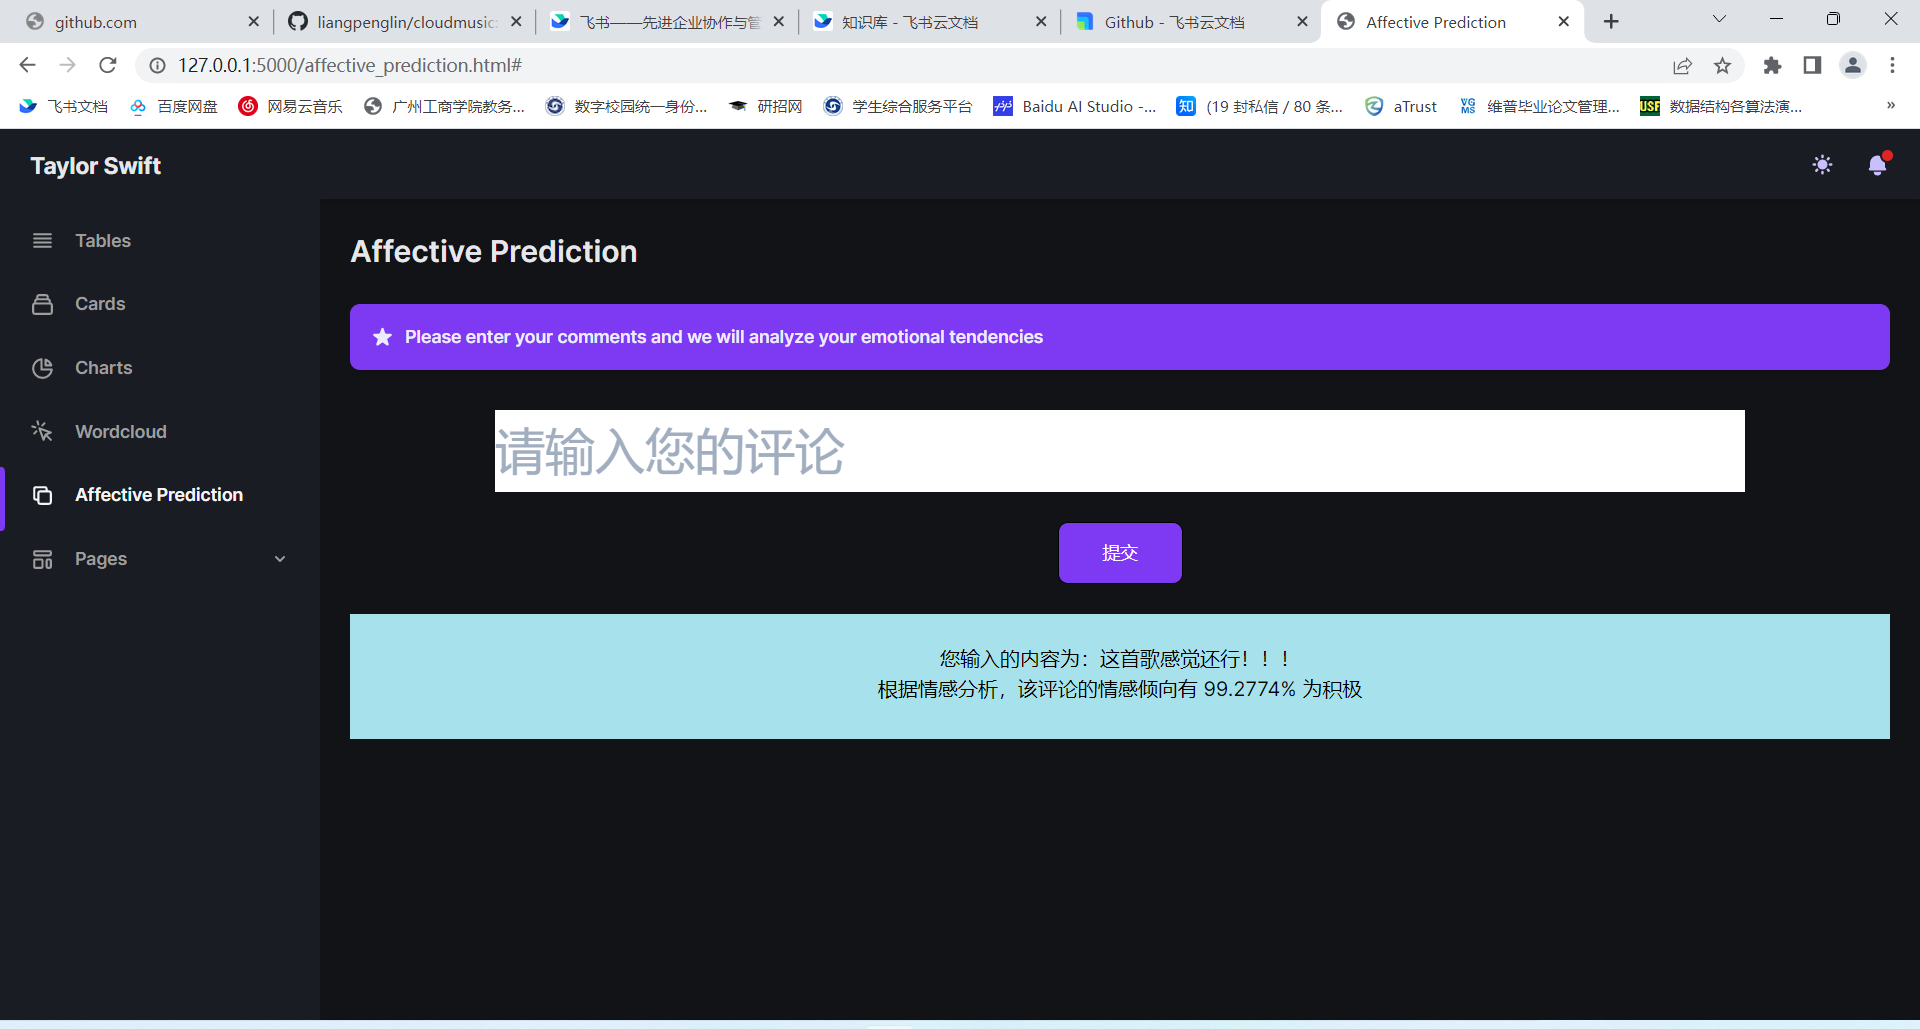 github.com
liangpenglin/cloudmusic
飞书——先进企业协作与管
知识库 - 飞书云文档
Github - 飞书云文档
Affective Prediction
127.0.0.1:5000/affective_prediction.html#
飞书文档
百度网盘
网易云音乐
广州工商学院教务...
数字校园统一身份...
研招网
学生综合服务平台
Baidu AI Studio -...
知
(19 封私信 / 80 条...
aTrust
VG
MS
维普毕业论文管理...
USF
数据结构各算法演...
»
Taylor Swift
Tables
Cards
Charts
Wordcloud
Affective Prediction
Pages
Affective Prediction
Please enter your comments and we will analyze your emotional tendencies
请输入您的评论
提交
您输入的内容为：这首歌感觉还行！！！
根据情感分析，该评论的情感倾向有 99.2774% 为积极